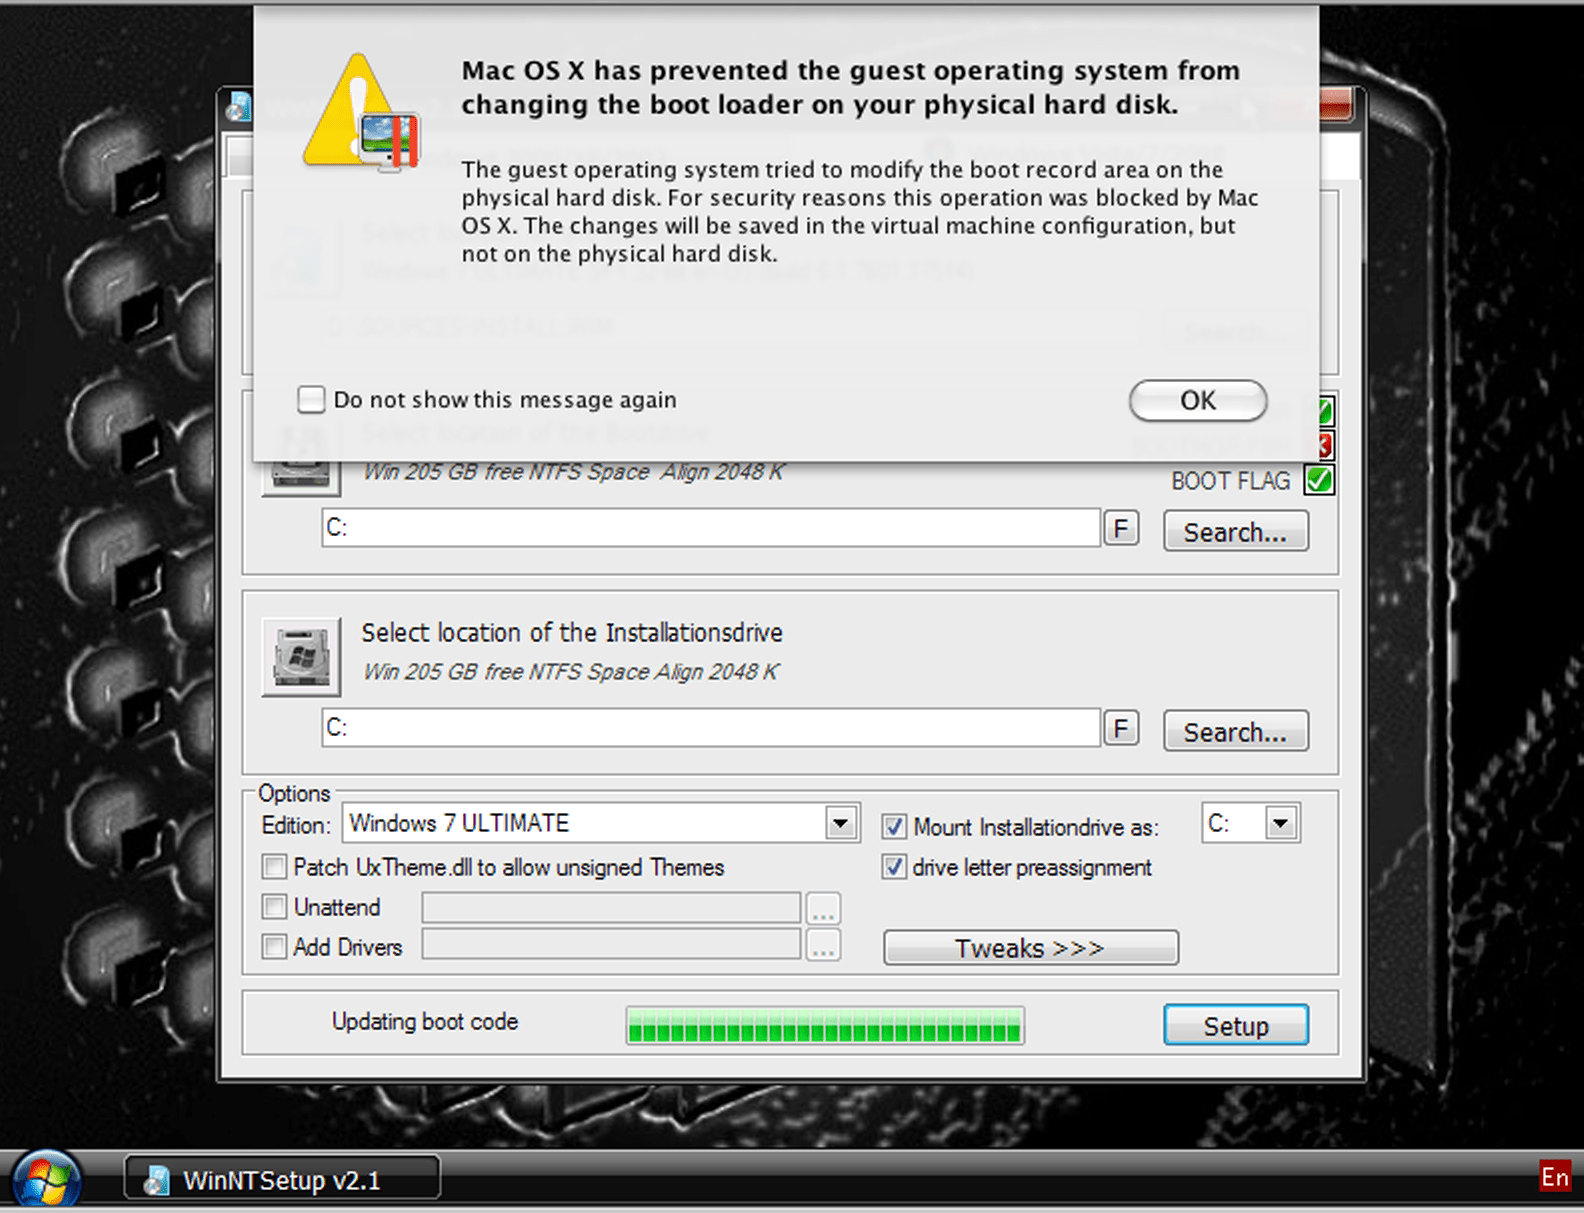 Mac OS X has prevented the guest operating system from
changing the boot loader on your physical hard disk.
The guest operating system tried to modify the boot record area on the
physical hard disk. For security reasons this operation was blocked by Mac
OS X. The changes will be saved in the virtual machine configuration, but
not on the physical hard disk.
Do not show this message again
OK
Select location of the Bootdrive
Win 205 GB free NTFS Space Align 2048 K
BOOT FLAG
C:
F
Search...
Select location of the Installationsdrive
Win 205 GB free NTFS Space Align 2048 K
C:
F
Search...
Options
Edition:
Windows 7 ULTIMATE
Mount Installationdrive as:
C:
Patch UxTheme.dll to allow unsigned Themes
drive letter preassignment
Unattend
...
Add Drivers
...
Tweaks >>>
Updating boot code
Setup
WinNTSetup v2.1
En